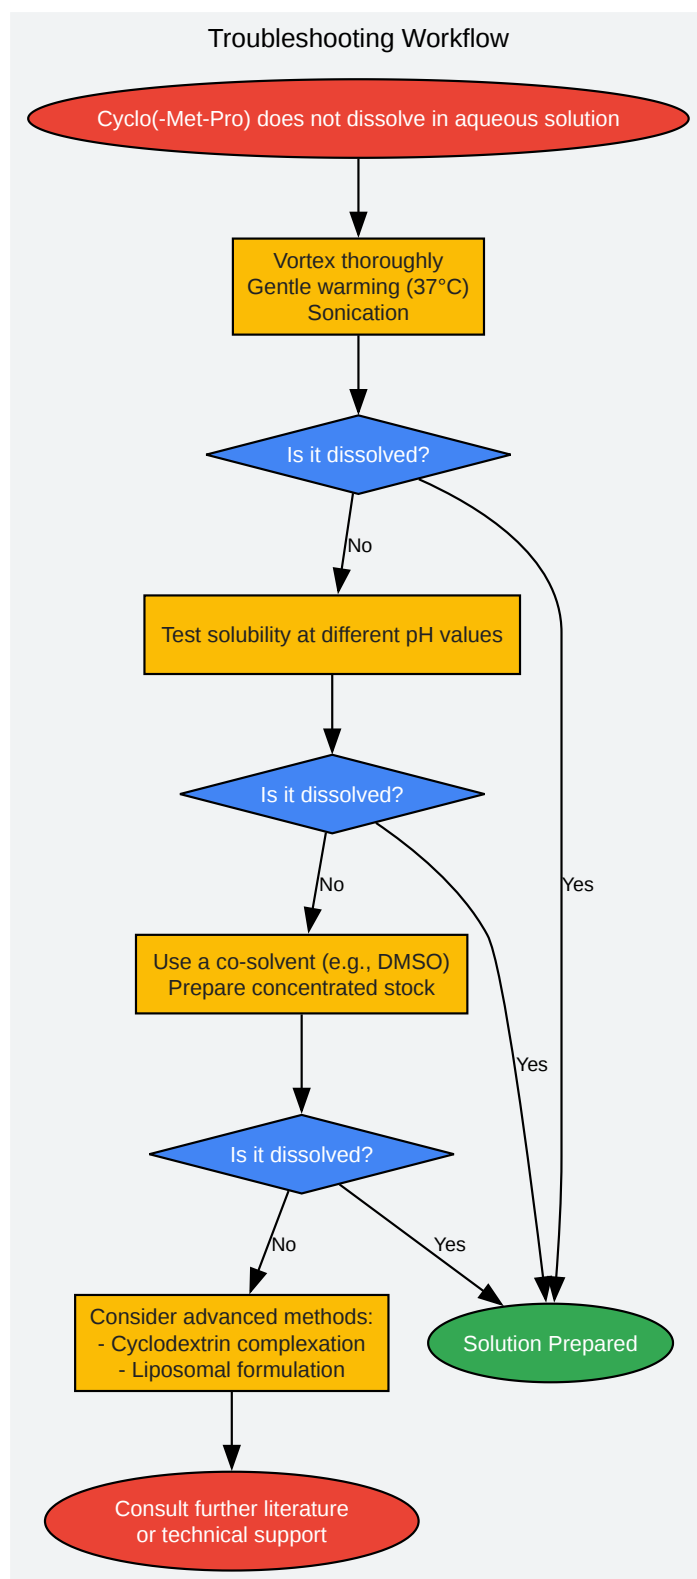 Troubleshooting Workflow
Cyclo(-Met-Pro) does not dissolve in aqueous solution
Vortex thoroughly
Gentle warming (37°C)
Sonication
Is it dissolved?
No
Test solubility at different pH values
Is it dissolved?
No
Yes
Use a co-solvent (e.g., DMSO)
Prepare concentrated stock
Yes
Is it dissolved?
No
Yes
Consider advanced methods:
- Cyclodextrin complexation
- Liposomal formulation
Solution Prepared
Consult further literature
or technical support